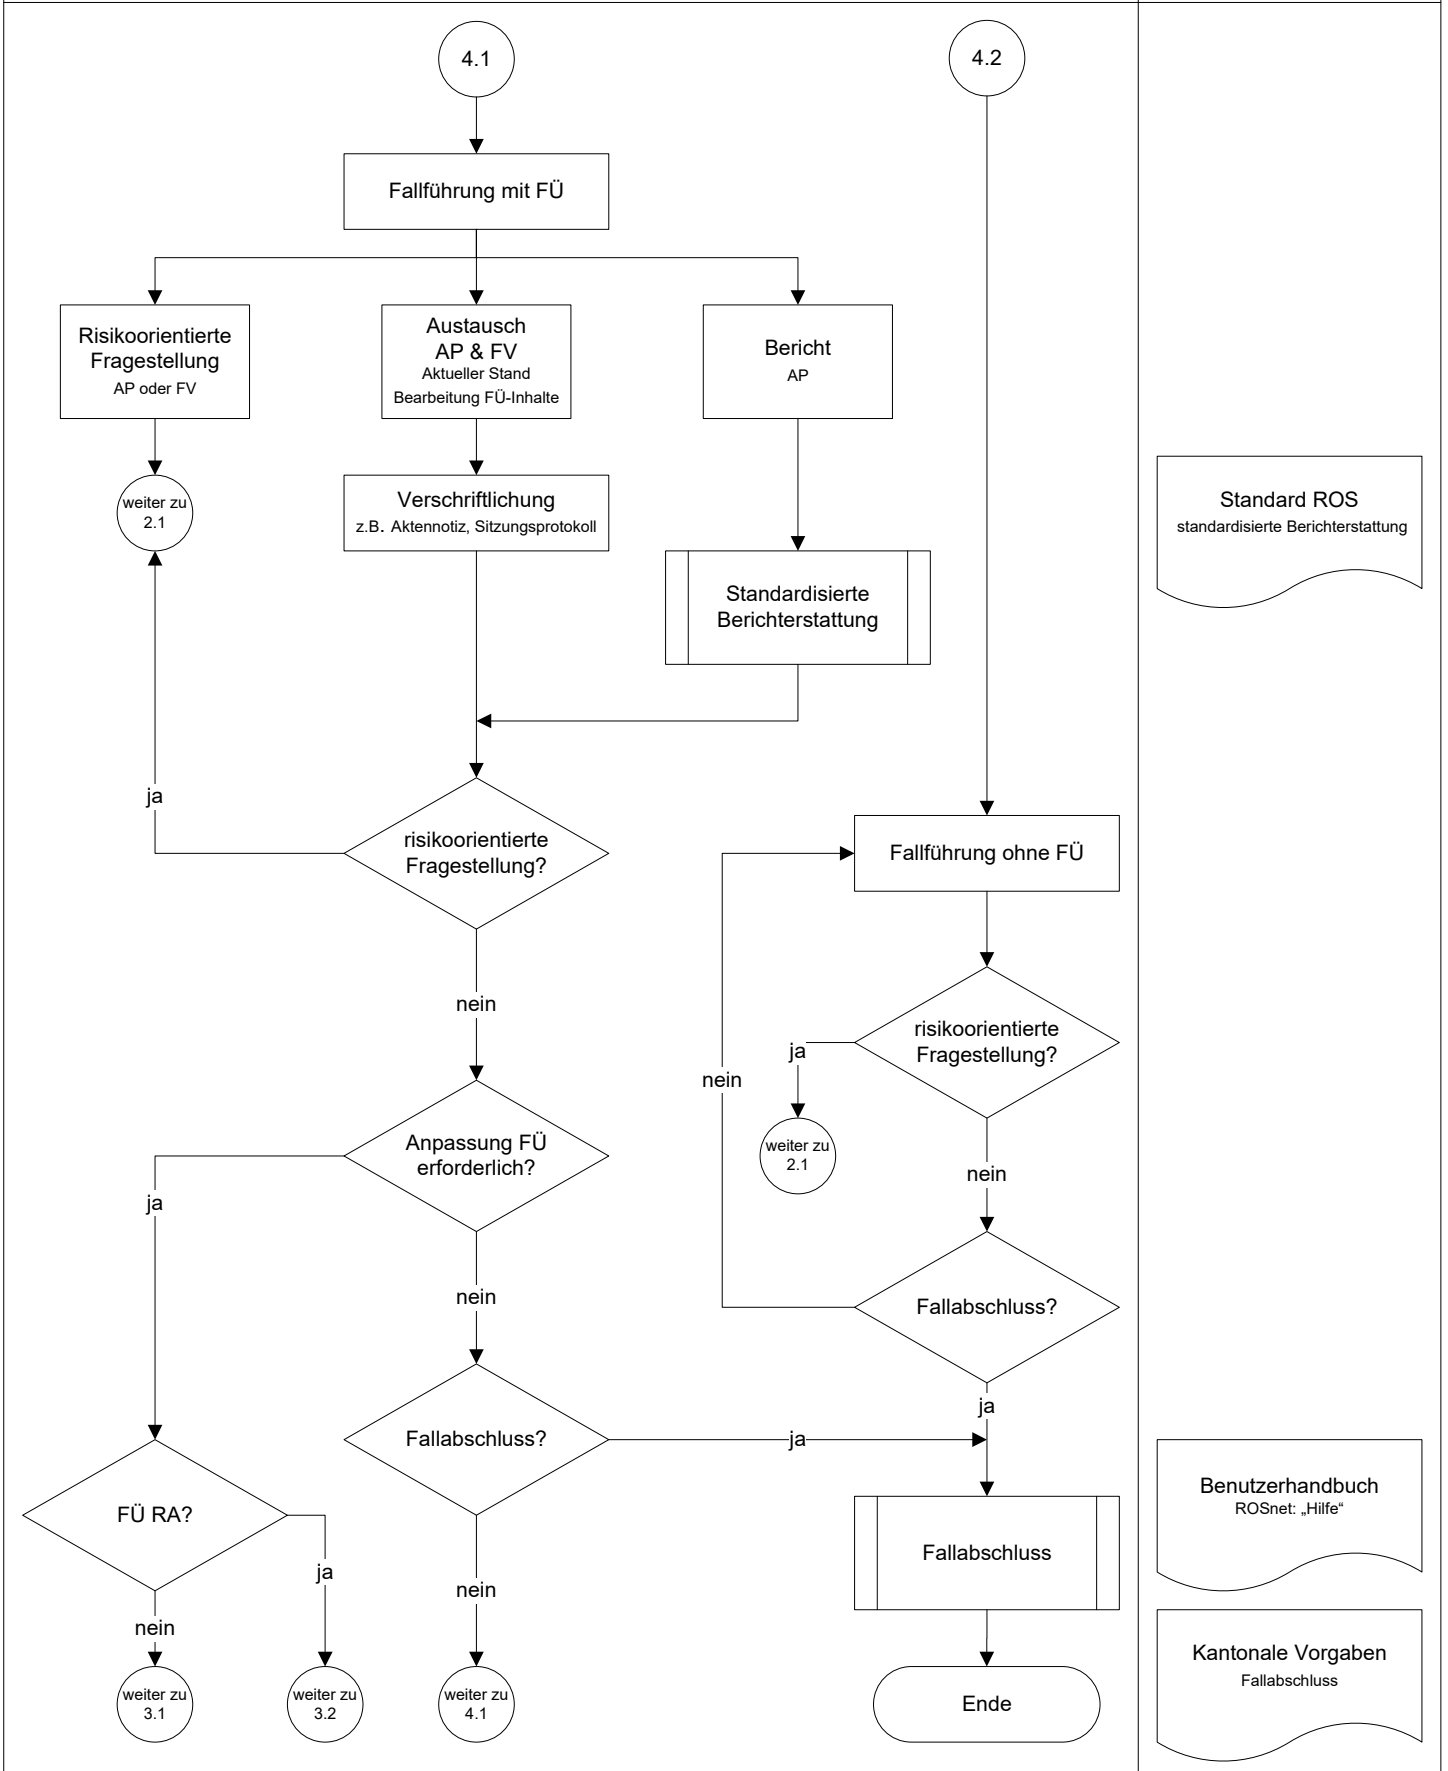 4.1
4.2
Fallführung mit FÜ
Risikoorientierte
Fragestellung
AP oder FV
Austausch
AP & FV
Aktueller Stand
Bearbeitung FÜ-Inhalte
Bericht
AP
weiter zu
2.1
Verschriftlichung
z.B. Aktennotiz, Sitzungsprotokoll
Standard ROS
standardisierte Berichterstattung
Standardisierte
Berichterstattung
ja
risikoorientierte
Fragestellung?
Fallführung ohne FÜ
nein
risikoorientierte
Fragestellung?
ja
nein
weiter zu
2.1
Anpassung FÜ
erforderlich?
nein
ja
nein
Fallabschluss?
ja
Fallabschluss?
ja
FÜ RA?
Benutzerhandbuch
ROSnet: „Hilfe“
Fallabschluss
ja
nein
nein
Kantonale Vorgaben
Fallabschluss
weiter zu
3.1
weiter zu
3.2
weiter zu
4.1
Ende